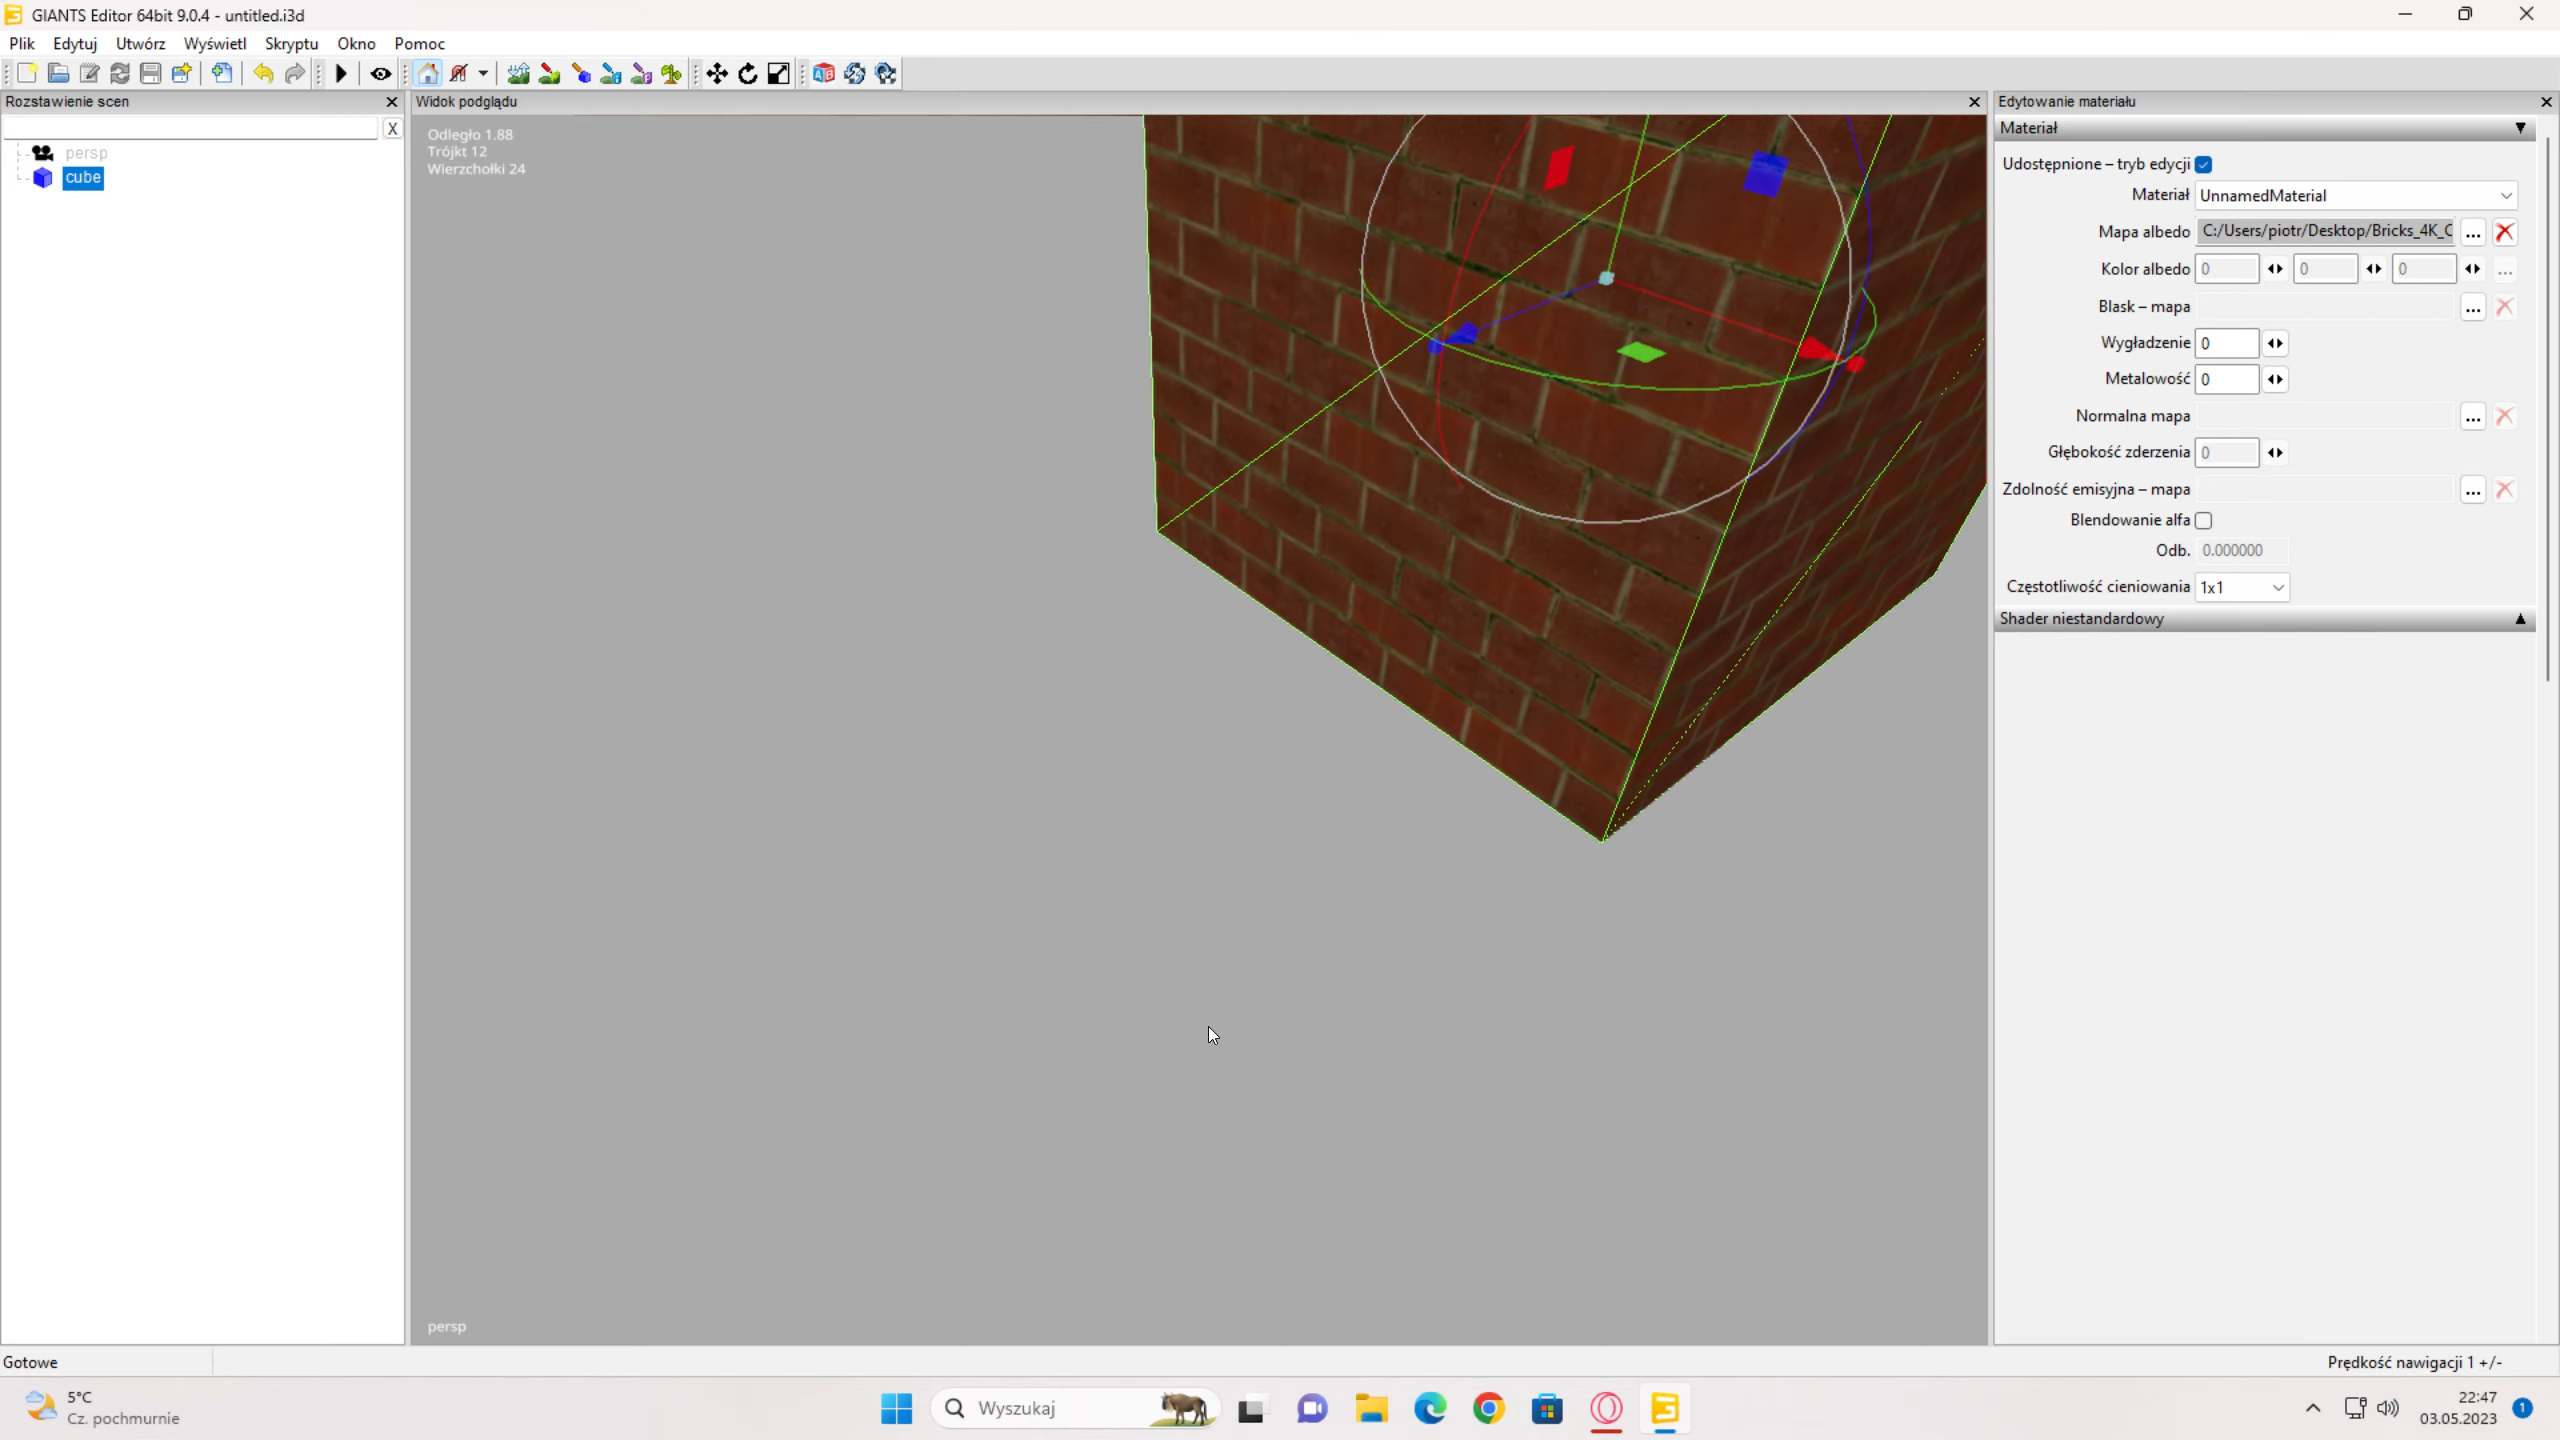 GIANTS Editor 64bit 9.0.4 - untitled.i3d
Plik Edytuj Utwórz Wyświetl Skryptu Okno Pomoc
Rozstawienie scen
X
persp
cube
Widok podglądu
Odległo 1.88
Trójkt 12
Wierzchołki 24
persp
Edytowanie materiału
Materiał
Udostępnione – tryb edycji
Materiał UnnamedMaterial
Mapa albedo C:/Users/piotr/Desktop/Bricks_4K_C ...
Kolor albedo 0 0 0 ...
Blask – mapa ...
Wygładzenie 0
Metalowość 0
Normalna mapa ...
Głębokość zderzenia 0
Zdolność emisyjna – mapa ...
Blendowanie alfa
Odb. 0.000000
Częstotliwość cieniowania 1x1
Shader niestandardowy
Gotowe
Prędkość nawigacji 1 +/-
5°C
Cz. pochmurnie
Wyszukaj
22:47
03.05.2023
1